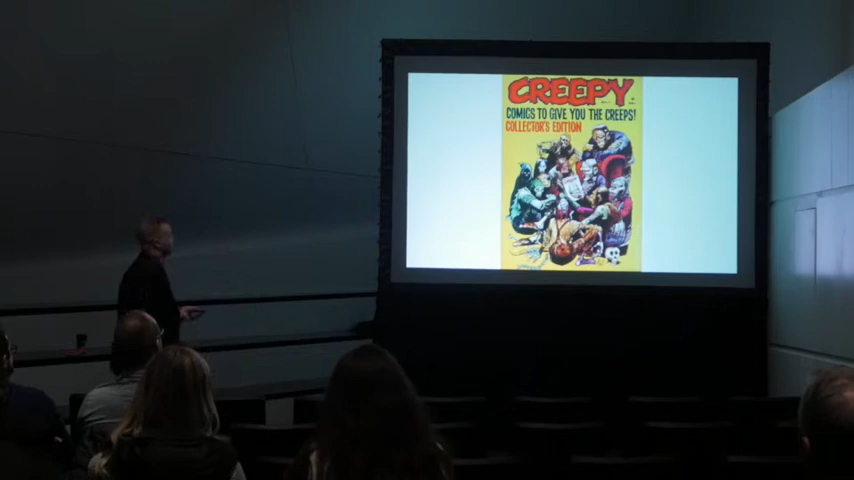 CREEPY
COMICS TO GIVE YOU THE CREEPS!
COLLECTOR'S EDITION